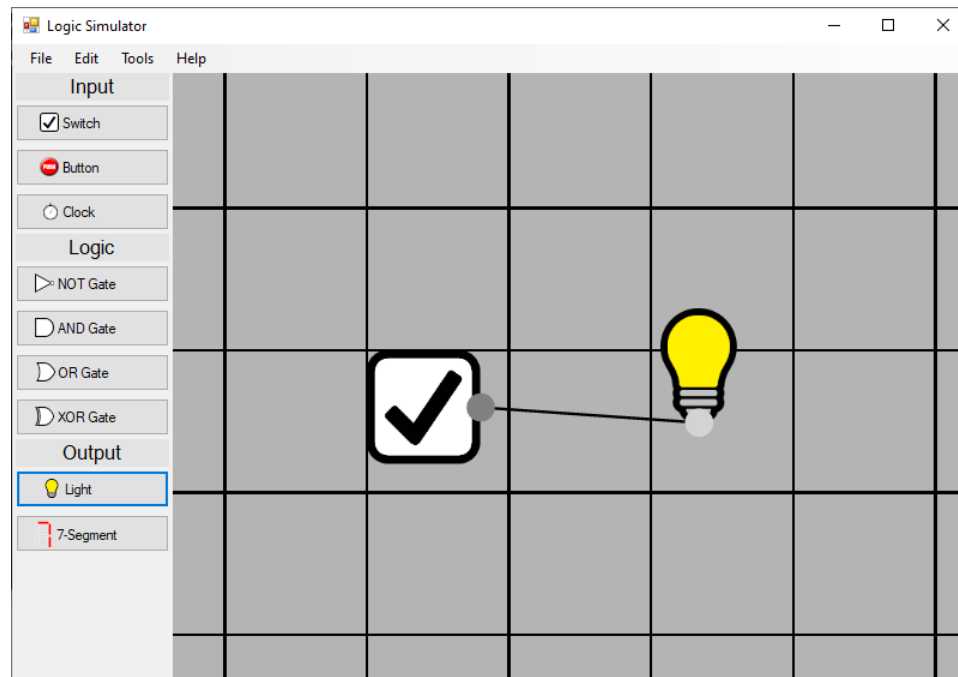 Logic Simulator
File Edit Tools Help
Input
Switch
Button
Clock
Logic
NOT Gate
AND Gate
OR Gate
XOR Gate
Output
Light
7-Segment